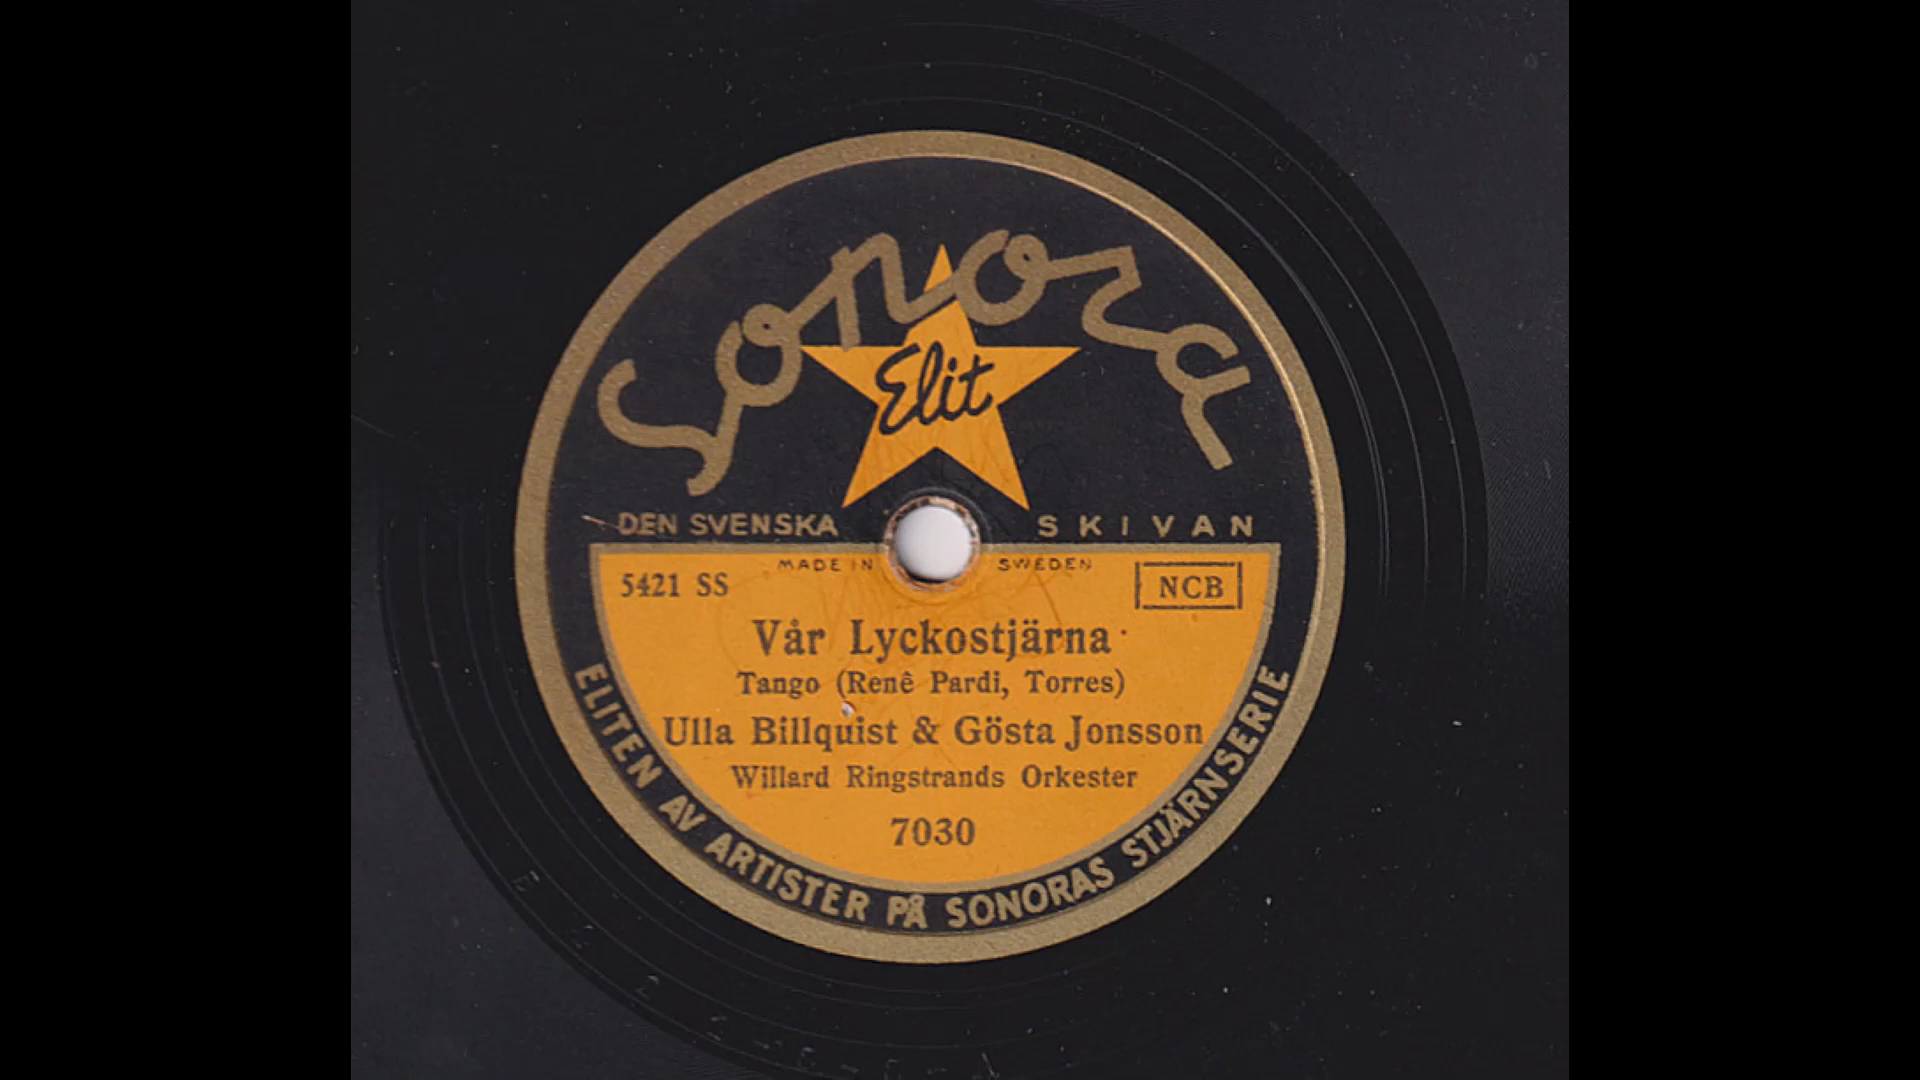 Sonora
Elit
DEN SVENSKA SKIVAN
MADE IN SWEDEN
5421 SS
NCB
Vår Lyckostjärna
Tango (Renê Pardi, Torres)
Ulla Billquist & Gösta Jonsson
Willard Ringstrands Orkester
7030
ELITEN AV ARTISTER PÅ SONORAS STJÄRNSERIE